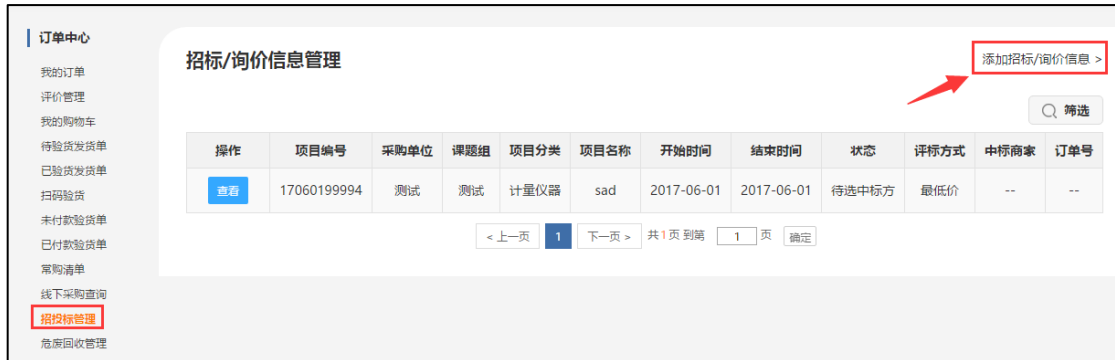 订单中心
我的订单
评价管理
我的购物车
待验货发货单
已验货发货单
扫码验货
未付款验货单
已付款验货单
常购清单
线下采购查询
招投标管理
危废回收管理
招标/询价信息管理
添加招标/询价信息 >
筛选
操作 项目编号 采购单位 课题组 项目分类 项目名称 开始时间 结束时间 状态 评标方式 中标商家 订单号
查看 17060199994 测试 测试 计量仪器 sad 2017-06-01 2017-06-01 待选中标方 最低价 -- --
< 上一页 1 下一页 > 共1页 到第 1 页 确定